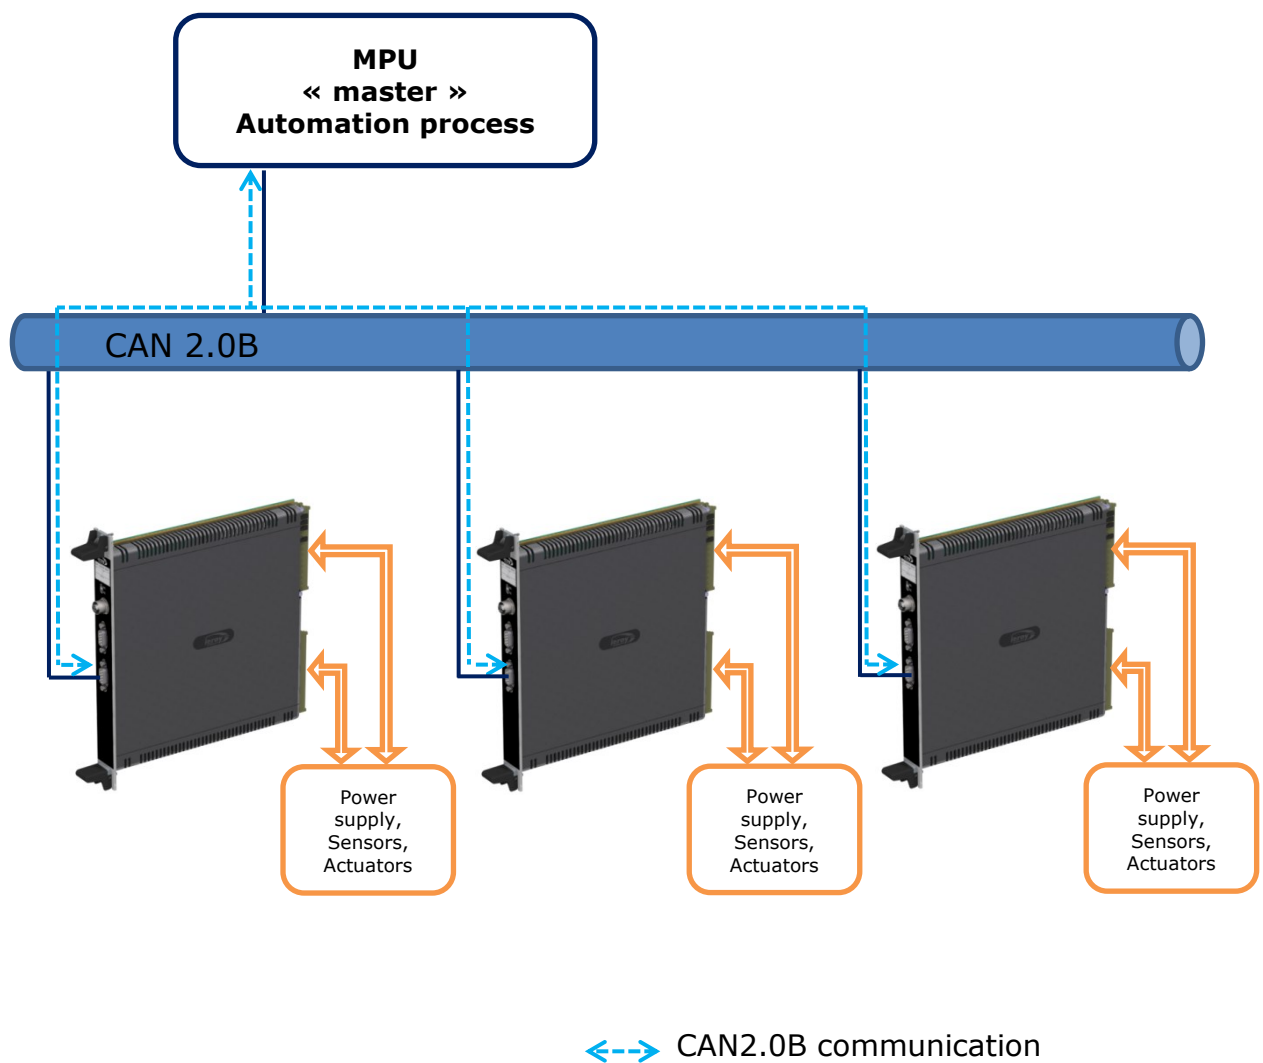 MPU
« master »
Automation process
CAN 2.0B
Power
supply,
Sensors,
Actuators
Power
supply,
Sensors,
Actuators
Power
supply,
Sensors,
Actuators
CAN2.0B communication